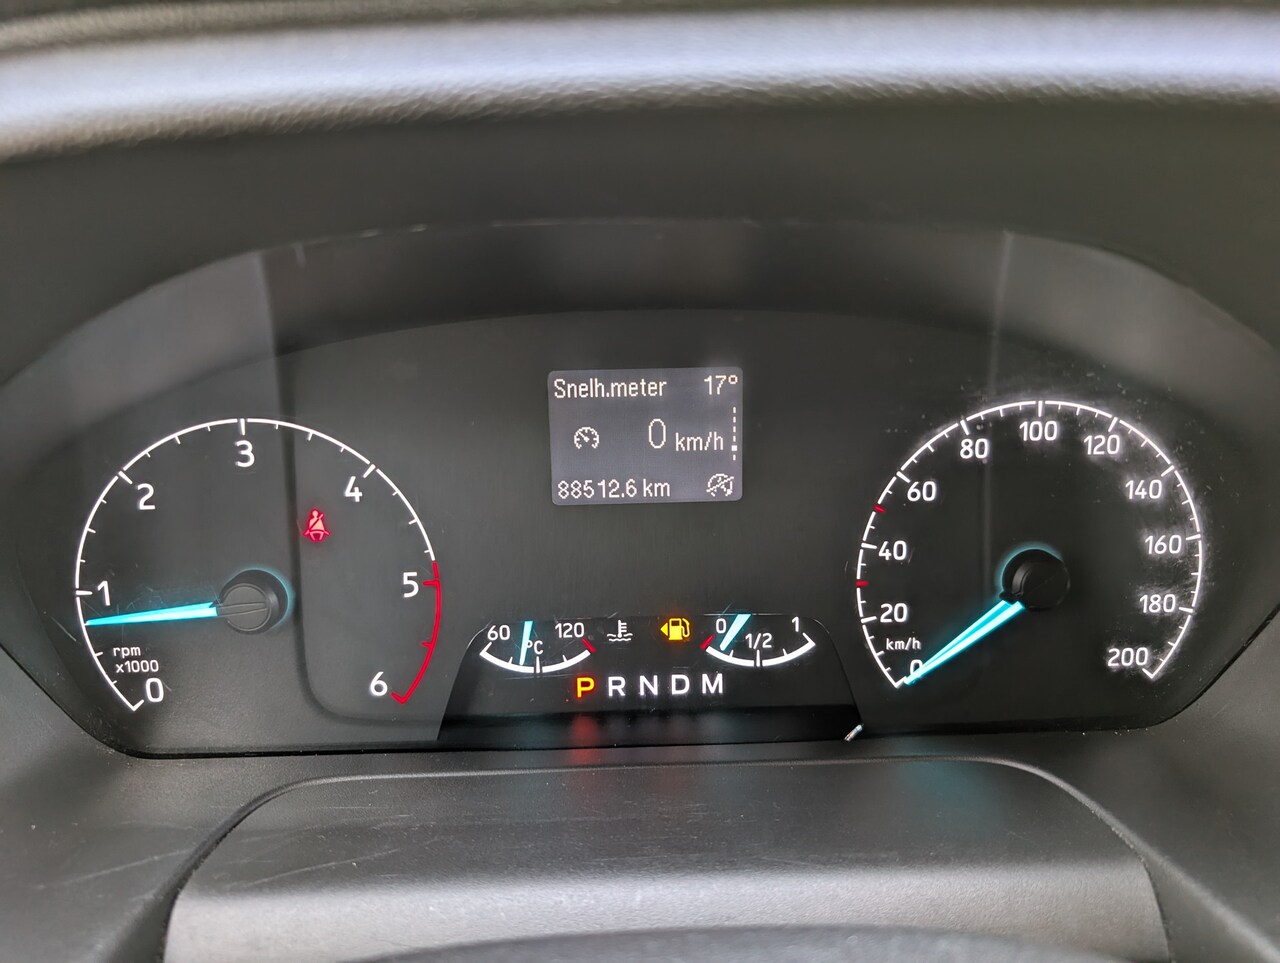 Snelh.meter 17°
0 km/h
88512.6 km
0 1 2 3 4 5 6
rpm
x1000
60 120
°C
0 1/2 1
P R N D M
0 20 40 60 80 100 120 140 160 180 200
km/h